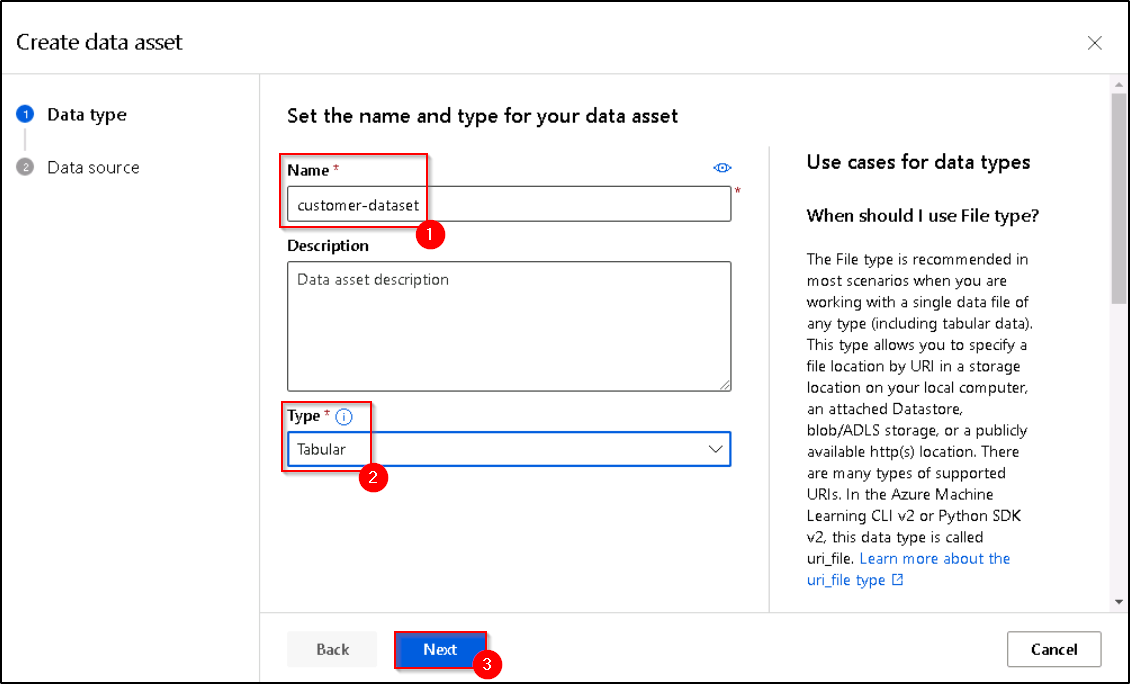 Create data asset
1 Data type
2 Data source
Set the name and type for your data asset
Name *
customer-dataset
*
1
Description
Data asset description
Type *
Tabular
2
Use cases for data types
When should I use File type?
The File type is recommended in
most scenarios when you are
working with a single data file of
any type (including tabular data).
This type allows you to specify a
file location by URI in a storage
location on your local computer,
an attached Datastore,
blob/ADLS storage, or a publicly
available http(s) location. There
are many types of supported
URIs. In the Azure Machine
Learning CLI v2 or Python SDK
v2, this data type is called
uri_file. Learn more about the
uri_file type
Back
Next
3
Cancel